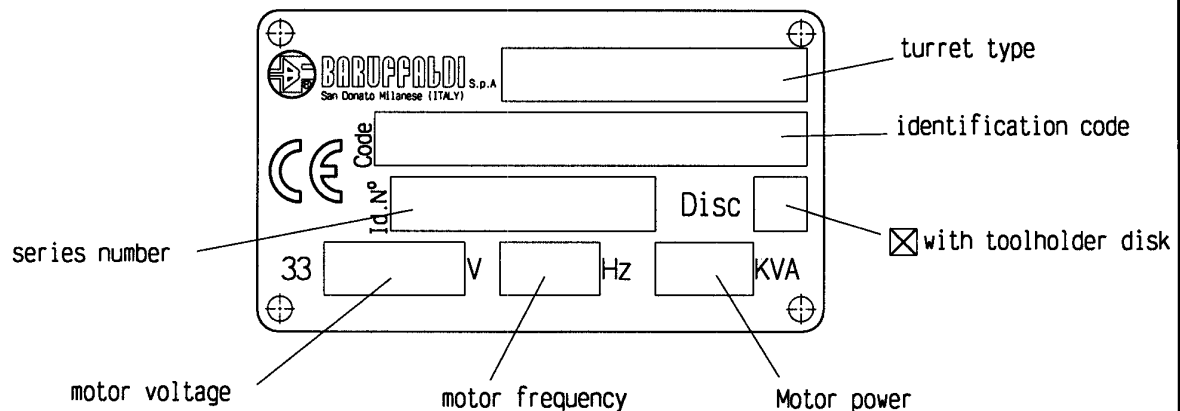 turret type
BARUFFALDI S.p.A
San Donato Milanese (ITALY)
identification code
Code
CE
Id.N°
Disc
series number
with toolholder disk
33 V Hz KVA
motor voltage
motor frequency
Motor power